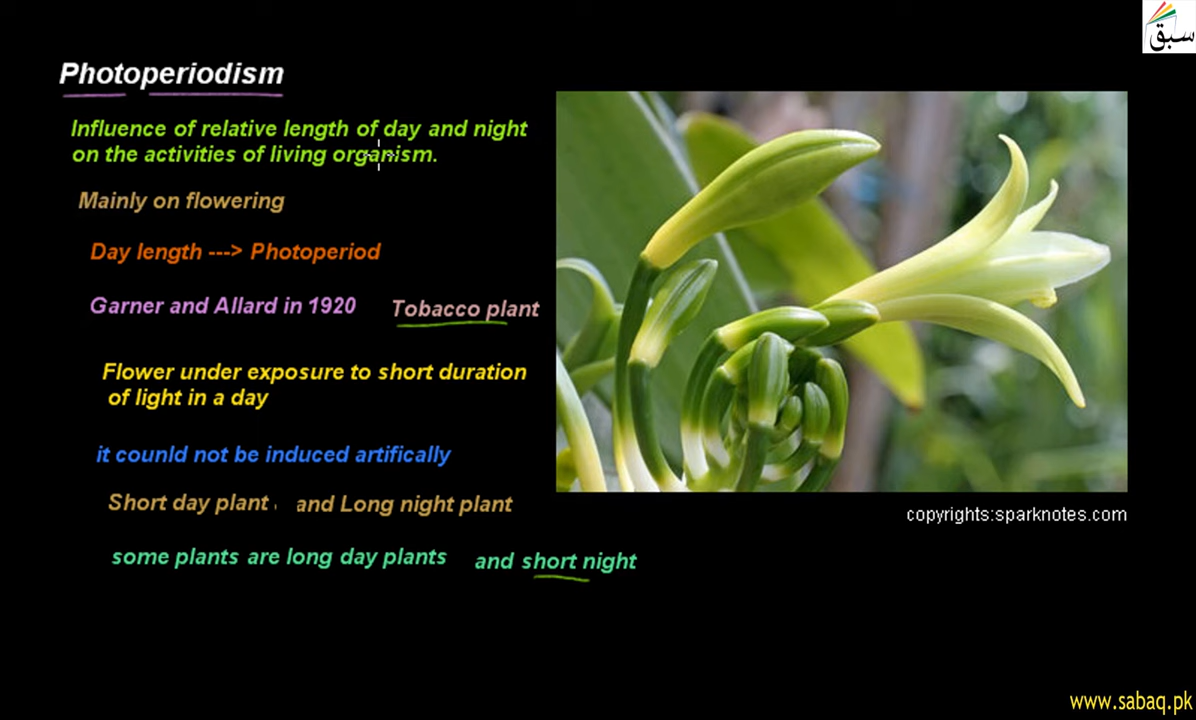 سبق
Photoperiodism
Influence of relative length of day and night
on the activities of living organism.
Mainly on flowering
Day length ---> Photoperiod
Garner and Allard in 1920 Tobacco plant
Flower under exposure to short duration
of light in a day
it counld not be induced artifically
Short day plant and Long night plant
copyrights:sparknotes.com
some plants are long day plants and short night
www.sabaq.pk